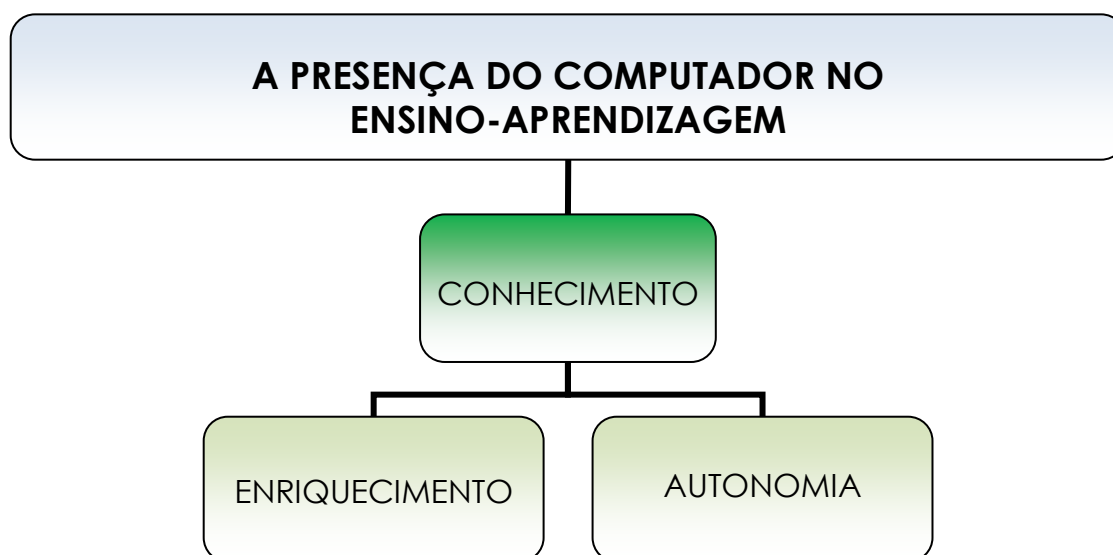 A PRESENÇA DO COMPUTADOR NO
ENSINO-APRENDIZAGEM
CONHECIMENTO
ENRIQUECIMENTO
AUTONOMIA